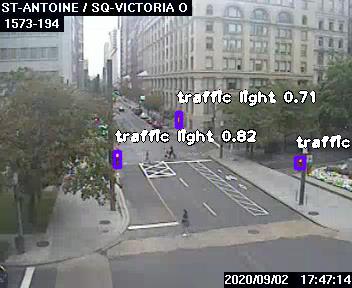 ST-ANTOINE / SQ-VICTORIA O
1573-194
traffic light 0.71
traffic light 0.82
traffic
2020/09/02 17:47:14